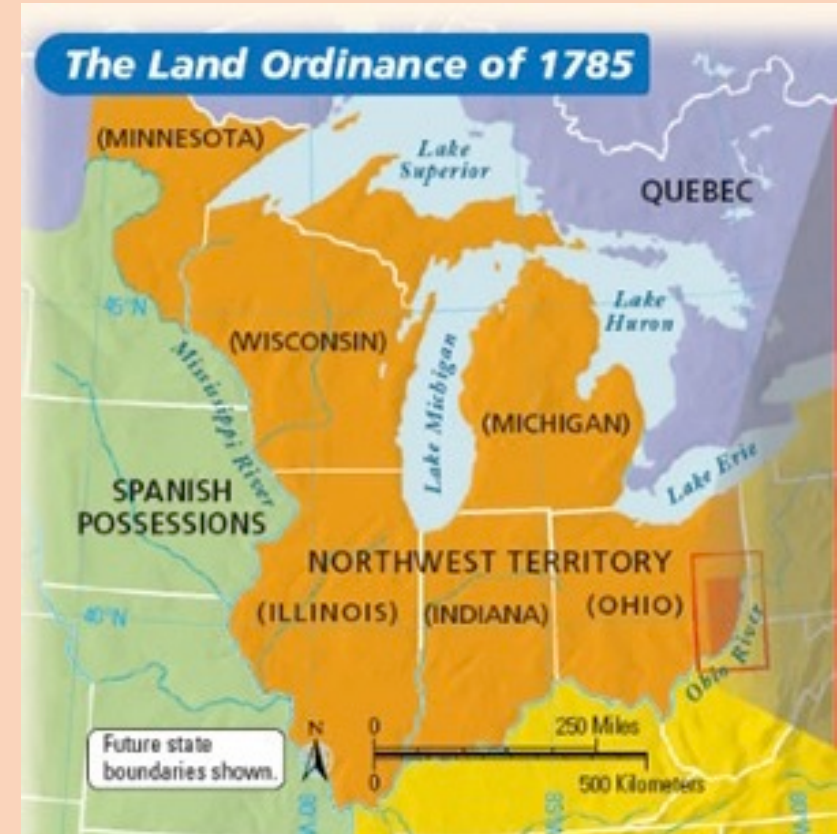 The Land Ordinance of 1785
(MINNESOTA)
Lake
Superior
QUEBEC
45°N
Lake
Huron
(WISCONSIN)
Mississippi River
Lake Michigan
(MICHIGAN)
Lake Erie
SPANISH
POSSESSIONS
NORTHWEST TERRITORY
(ILLINOIS)
(INDIANA)
(OHIO)
40°N
Ohio River
Future state
boundaries shown.
N
0
250 Miles
0
500 Kilometers